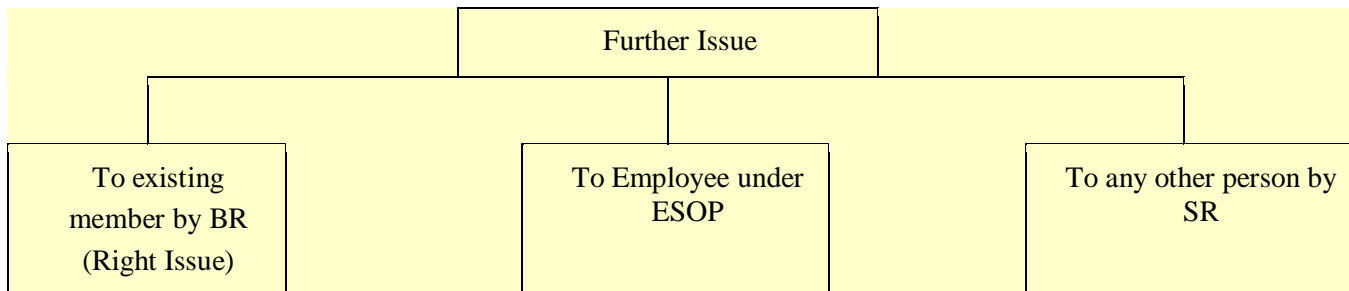 Further Issue
To existing
member by BR
(Right Issue)
To Employee under
ESOP
To any other person by
SR